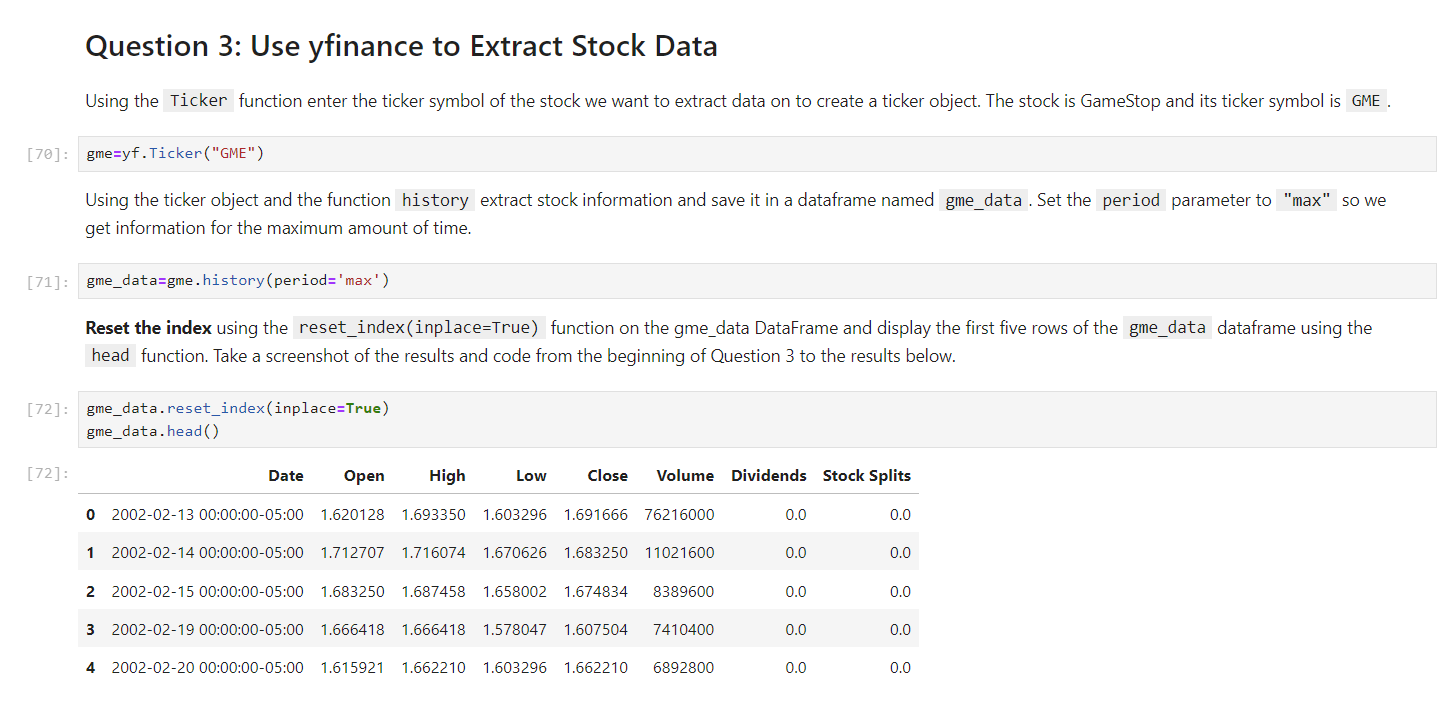 Question 3: Use yfinance to Extract Stock Data
Using the Ticker function enter the ticker symbol of the stock we want to extract data on to create a ticker object. The stock is GameStop and its ticker symbol is GME .
[70]: gme=yf.Ticker("GME")
Using the ticker object and the function history extract stock information and save it in a dataframe named gme_data . Set the period parameter to "max" so we
get information for the maximum amount of time.
[71]: gme_data=gme.history(period='max')
Reset the index using the reset_index(inplace=True) function on the gme_data DataFrame and display the first five rows of the gme_data dataframe using the
head function. Take a screenshot of the results and code from the beginning of Question 3 to the results below.
[72]: gme_data.reset_index(inplace=True)
gme_data.head()
[72]: Date Open High Low Close Volume Dividends Stock Splits
0 2002-02-13 00:00:00-05:00 1.620128 1.693350 1.603296 1.691666 76216000 0.0 0.0
1 2002-02-14 00:00:00-05:00 1.712707 1.716074 1.670626 1.683250 11021600 0.0 0.0
2 2002-02-15 00:00:00-05:00 1.683250 1.687458 1.658002 1.674834 8389600 0.0 0.0
3 2002-02-19 00:00:00-05:00 1.666418 1.666418 1.578047 1.607504 7410400 0.0 0.0
4 2002-02-20 00:00:00-05:00 1.615921 1.662210 1.603296 1.662210 6892800 0.0 0.0